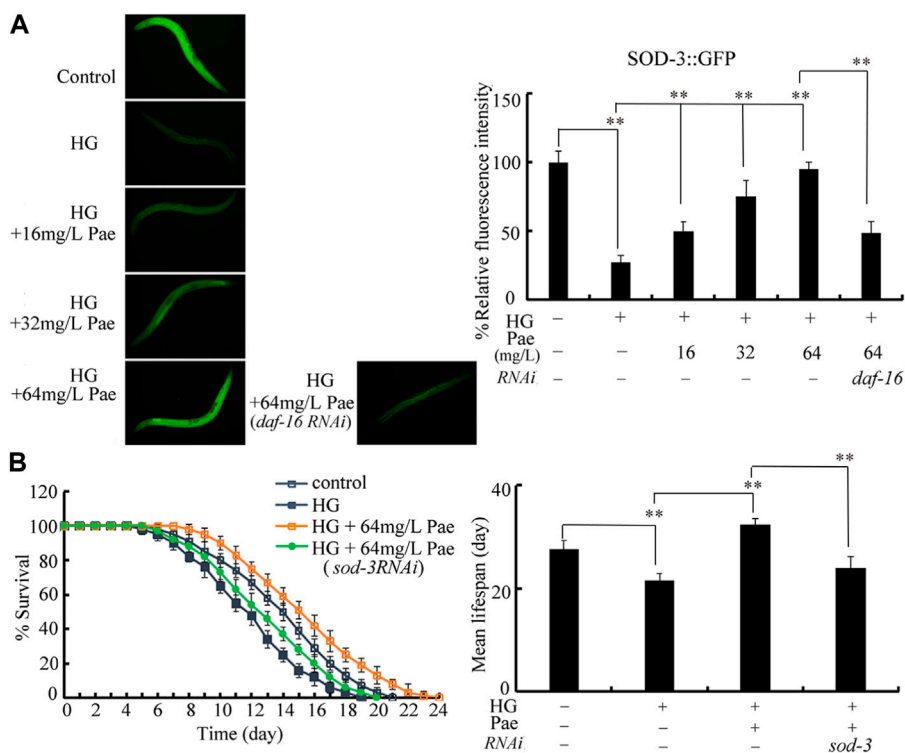 A
Control
HG
HG
+16mg/L Pae
HG
+32mg/L Pae
HG
+64mg/L Pae
HG
+64mg/L Pae
(daf-16 RNAi)
SOD-3::GFP
% Relative fluorescence intensity
150
100
50
0
** ** ** ** **
HG – + + + + +
Pae
(mg/L) – – 16 32 64 64
RNAi – – – – – daf-16
B
% Survival
120
100
80
60
40
20
0
0 2 4 6 8 10 12 14 16 18 20 22 24
Time (day)
control
HG
HG + 64mg/L Pae
HG + 64mg/L Pae
(sod-3RNAi)
Mean lifespan (day)
40
20
0
** ** **
HG – + + +
Pae – – + +
RNAi – – – sod-3